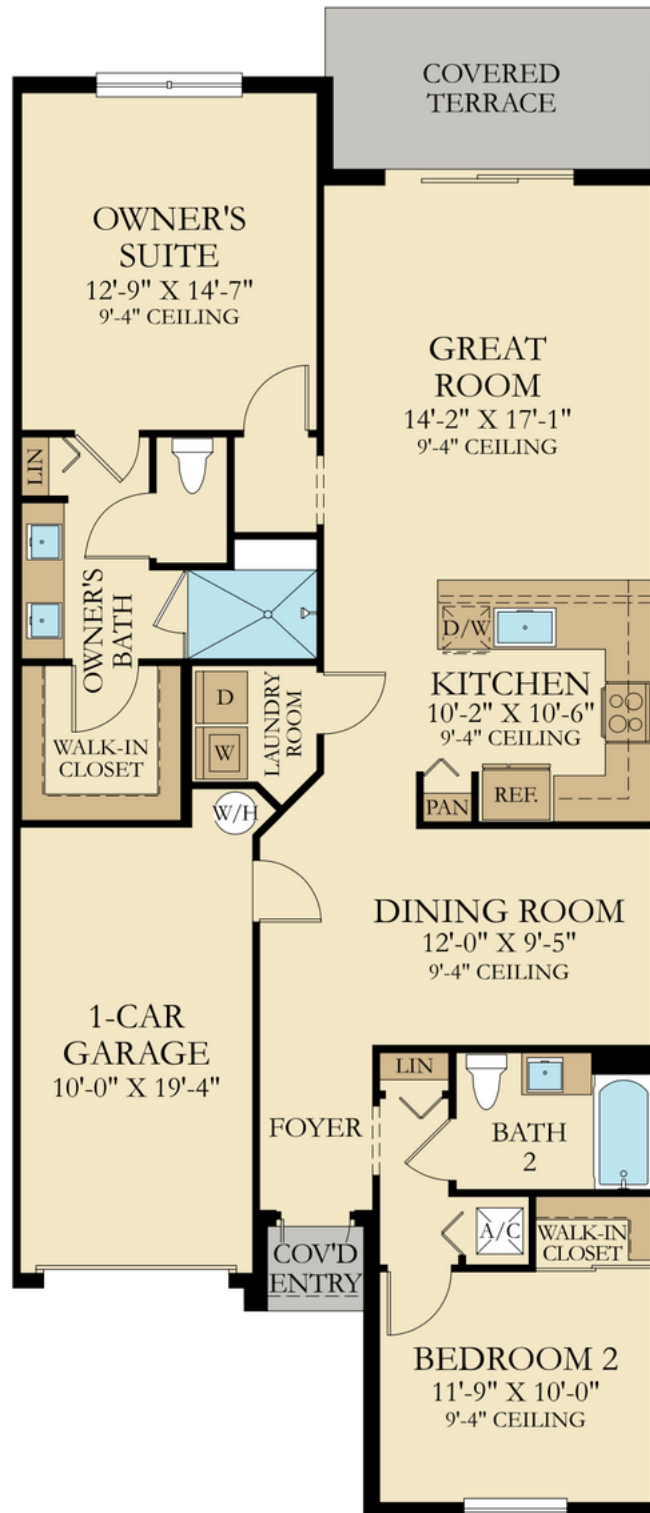 COVERED
TERRACE
OWNER'S
SUITE
12'-9" X 14'-7"
9'-4" CEILING
GREAT
ROOM
14'-2" X 17'-1"
9'-4" CEILING
LIN
OWNER'S
BATH
D/W
KITCHEN
10'-2" X 10'-6"
9'-4" CEILING
D
W
LAUNDRY
ROOM
WALK-IN
CLOSET
PAN
REF.
W/H
DINING ROOM
12'-0" X 9'-5"
9'-4" CEILING
1-CAR
GARAGE
10'-0" X 19'-4"
LIN
FOYER
BATH
2
A/C
WALK-IN
CLOSET
COV'D
ENTRY
BEDROOM 2
11'-9" X 10'-0"
9'-4" CEILING